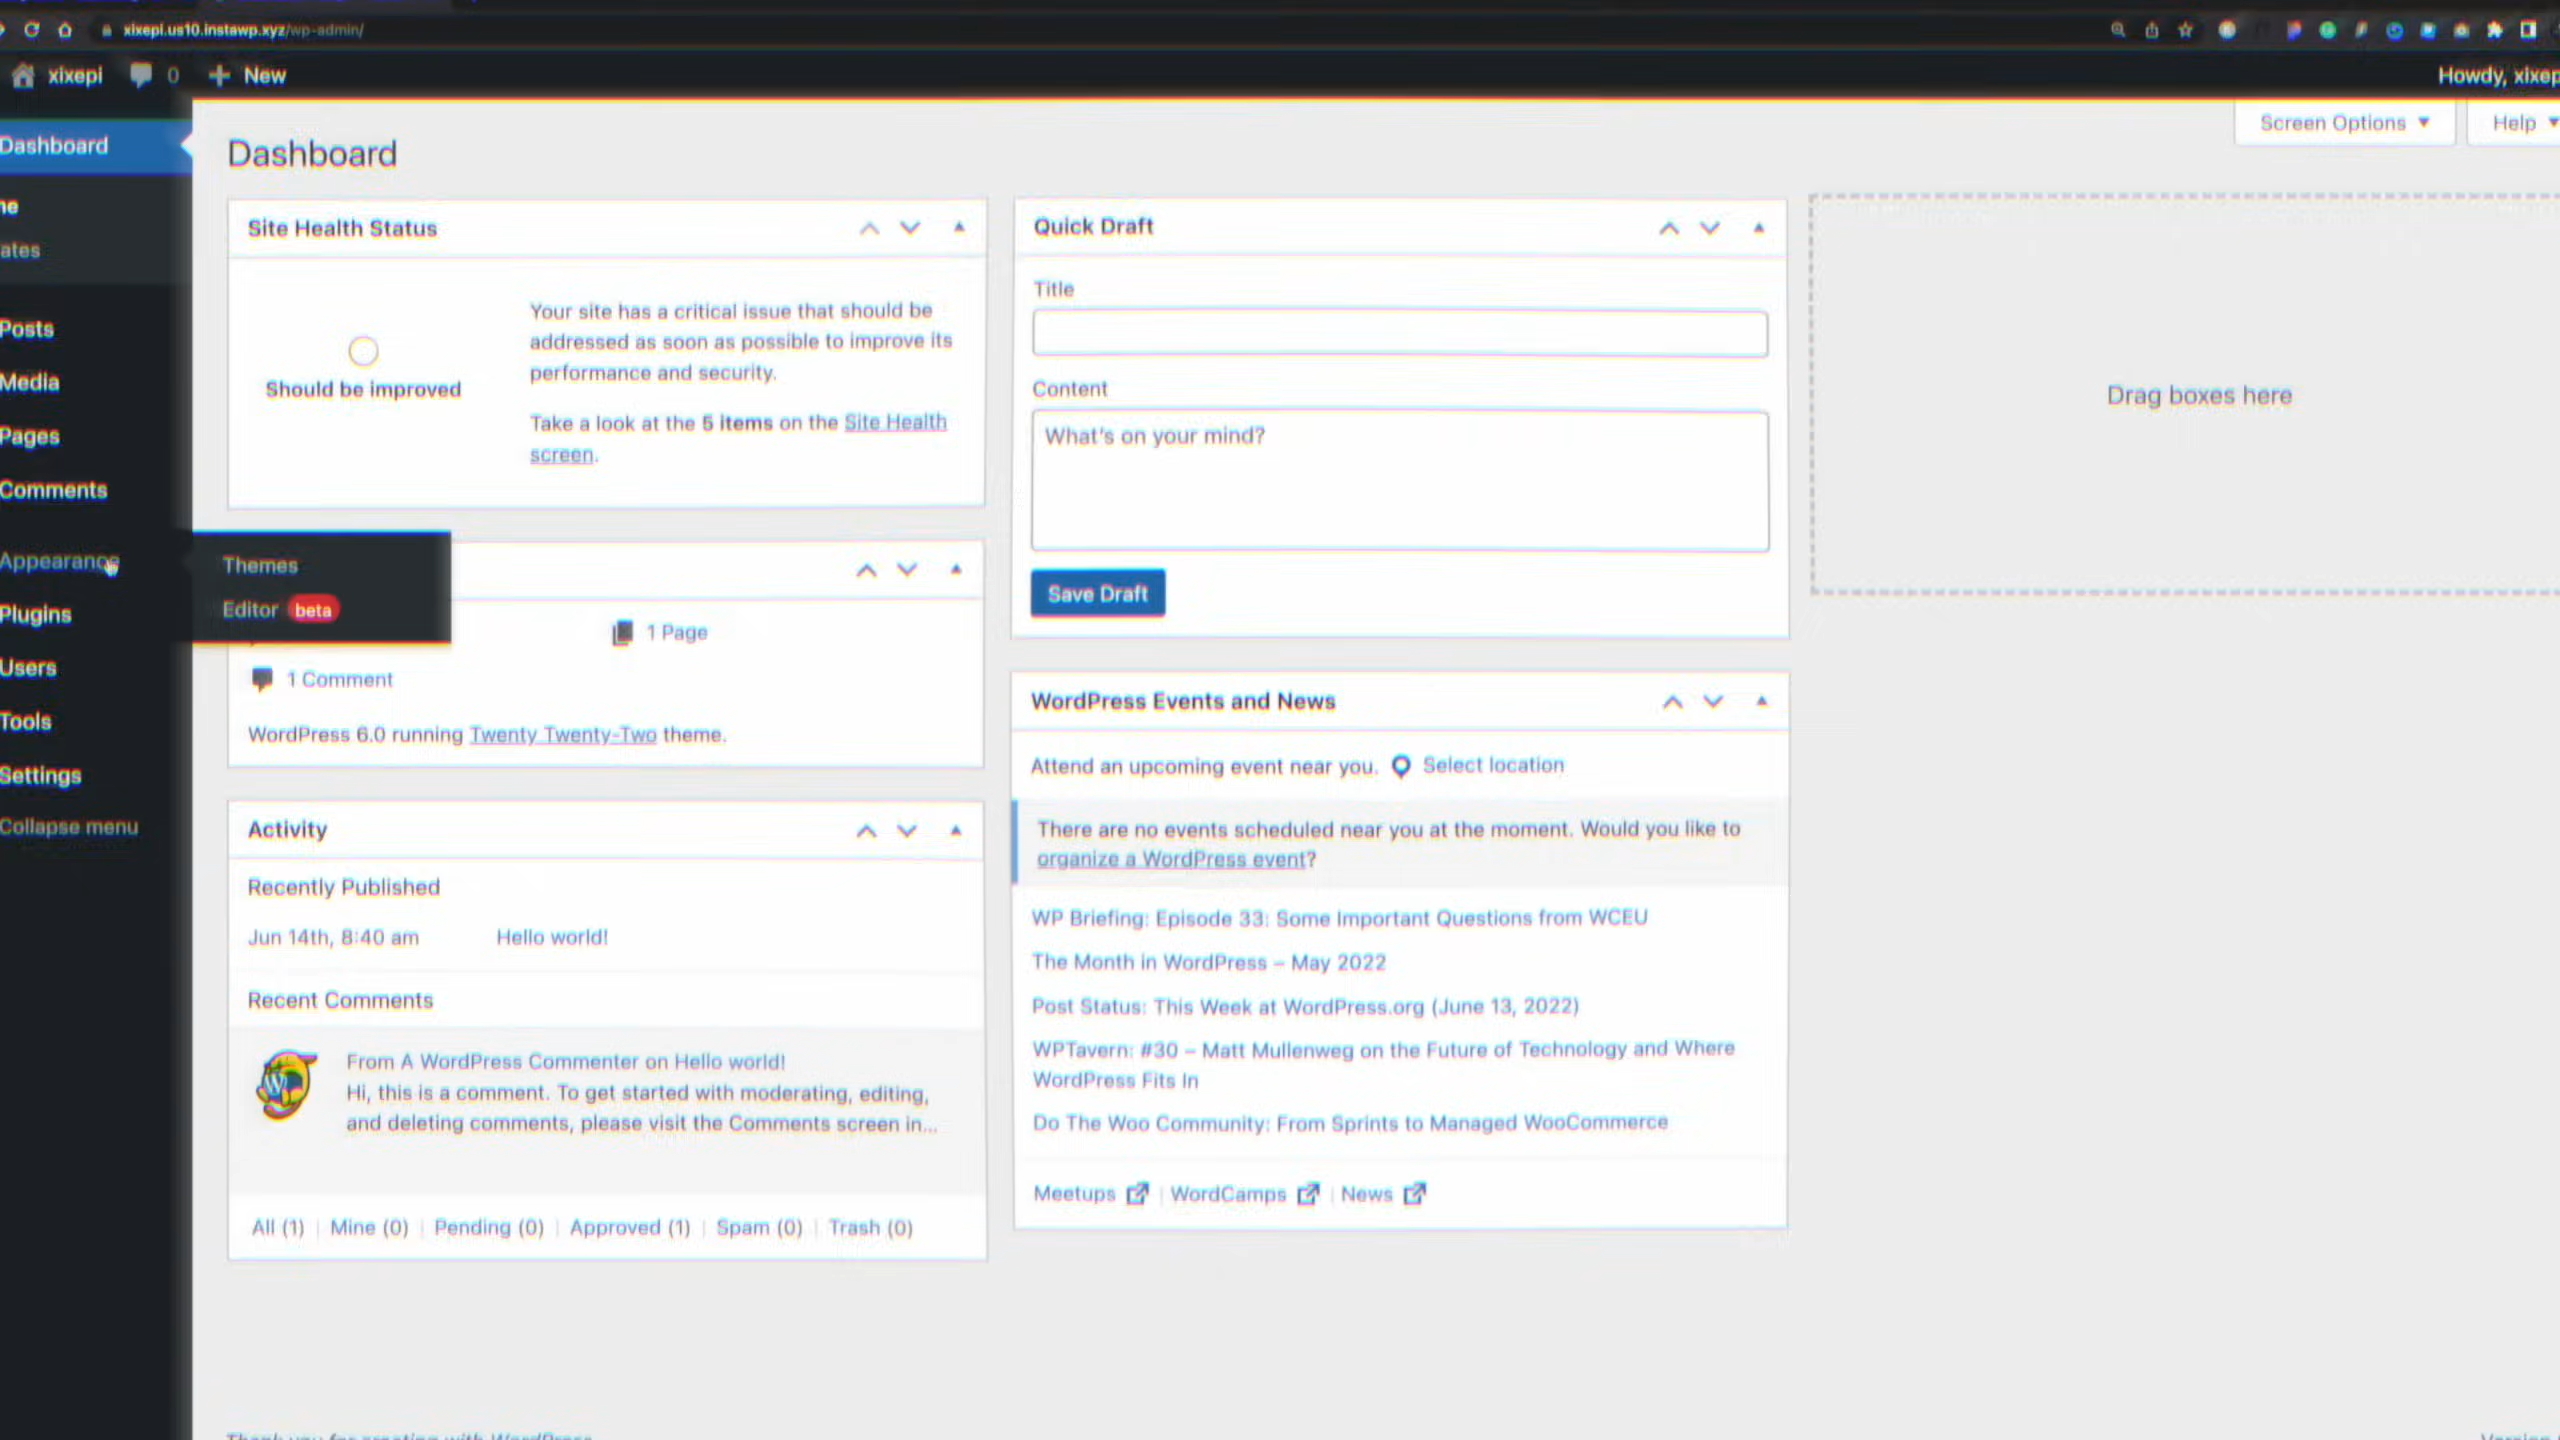 xixepi.us10.instawp.xyz/wp-admin/
xixepi 0 New
Howdy, xixep
Screen Options Help
Dashboard
ates
Posts
Media
Pages
Comments
Appearance
Plugins
Users
Tools
Settings
Collapse menu
Themes
Editor beta
Dashboard
Site Health Status
Should be improved
Your site has a critical issue that should be
addressed as soon as possible to improve its
performance and security.
Take a look at the 5 items on the Site Health
screen.
1 Page
1 Comment
WordPress 6.0 running Twenty Twenty-Two theme.
Activity
Recently Published
Jun 14th, 8:40 am Hello world!
Recent Comments
From A WordPress Commenter on Hello world!
Hi, this is a comment. To get started with moderating, editing,
and deleting comments, please visit the Comments screen in...
All (1) | Mine (0) | Pending (0) | Approved (1) | Spam (0) | Trash (0)
Quick Draft
Title
Content
What's on your mind?
Save Draft
WordPress Events and News
Attend an upcoming event near you. Select location
There are no events scheduled near you at the moment. Would you like to
organize a WordPress event?
WP Briefing: Episode 33: Some Important Questions from WCEU
The Month in WordPress – May 2022
Post Status: This Week at WordPress.org (June 13, 2022)
WPTavern: #30 – Matt Mullenweg on the Future of Technology and Where
WordPress Fits In
Do The Woo Community: From Sprints to Managed WooCommerce
Meetups | WordCamps | News
Drag boxes here
Thank you for creating with WordPress